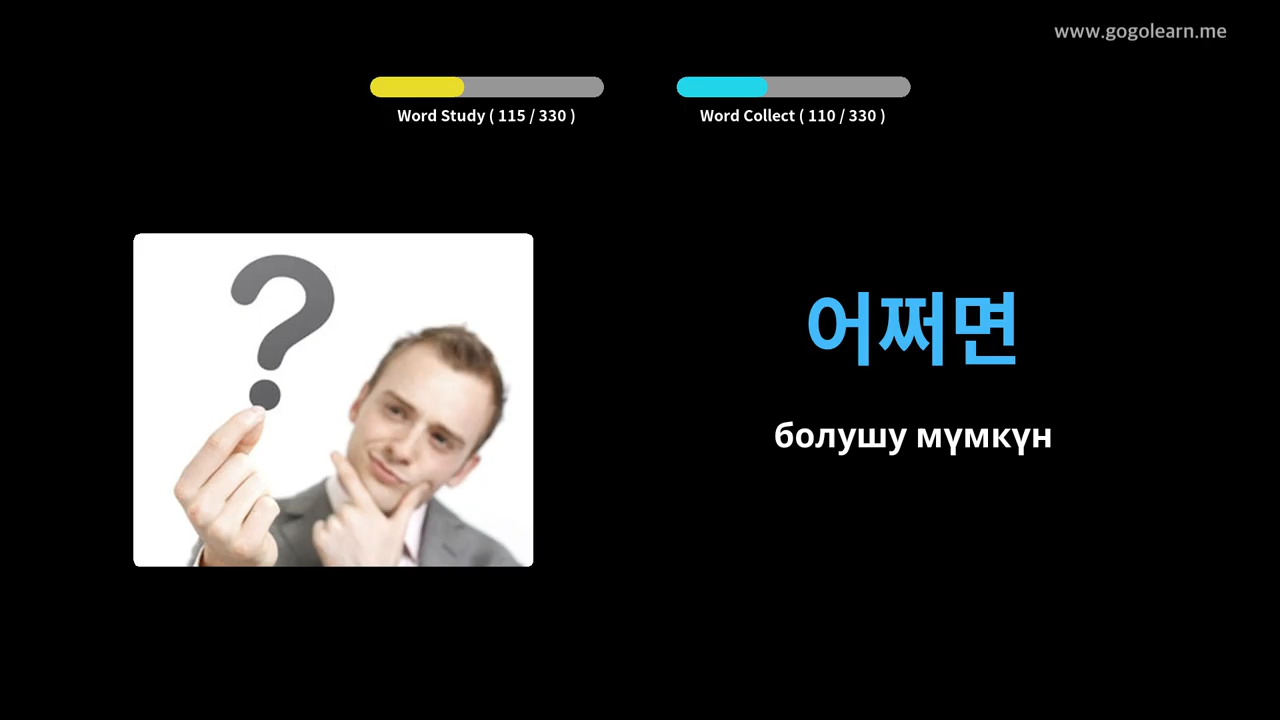 www.gogolearn.me
Word Study ( 115 / 330 )
Word Collect ( 110 / 330 )
?
어쩌면
болушу мүмкүн